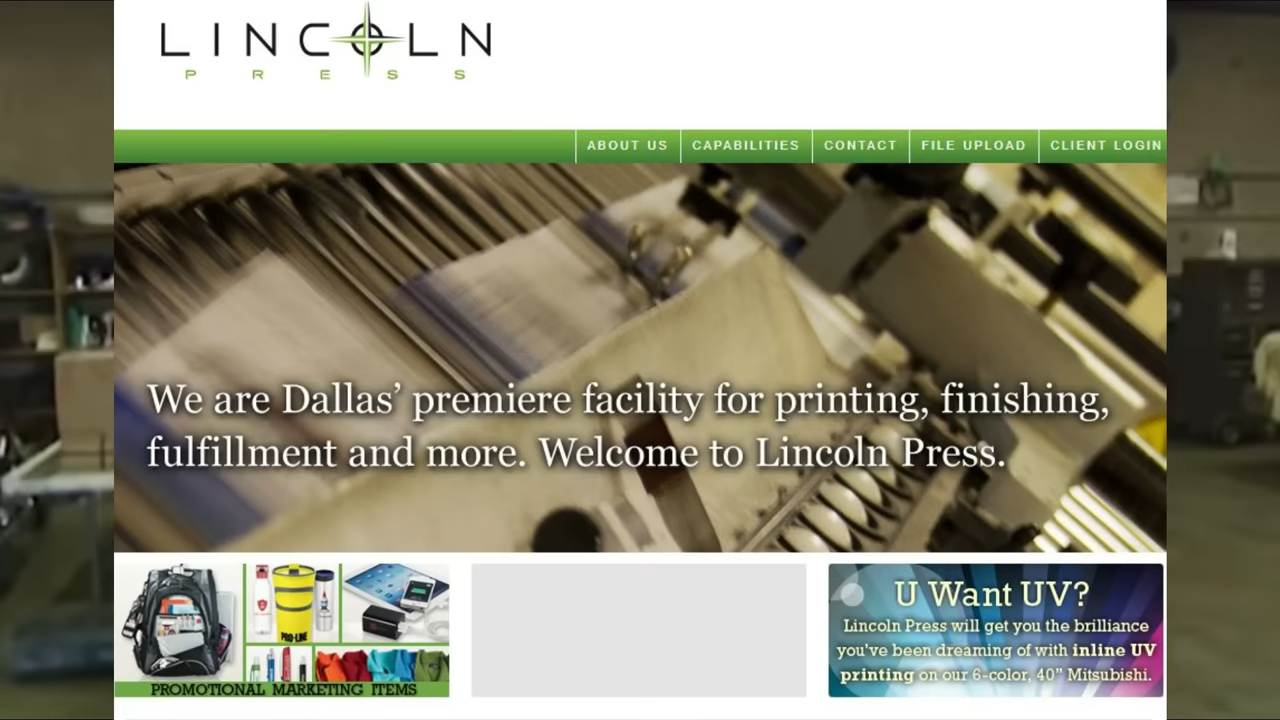 LINCOLN
PRESS
ABOUT US
CAPABILITIES
CONTACT
FILE UPLOAD
CLIENT LOGIN
We are Dallas’ premiere facility for printing, finishing,
fulfillment and more. Welcome to Lincoln Press.
PRO-LINE
PROMOTIONAL MARKETING ITEMS
U Want UV?
Lincoln Press will get you the brilliance
you've been dreaming of with inline UV
printing on our 6-color, 40” Mitsubishi.